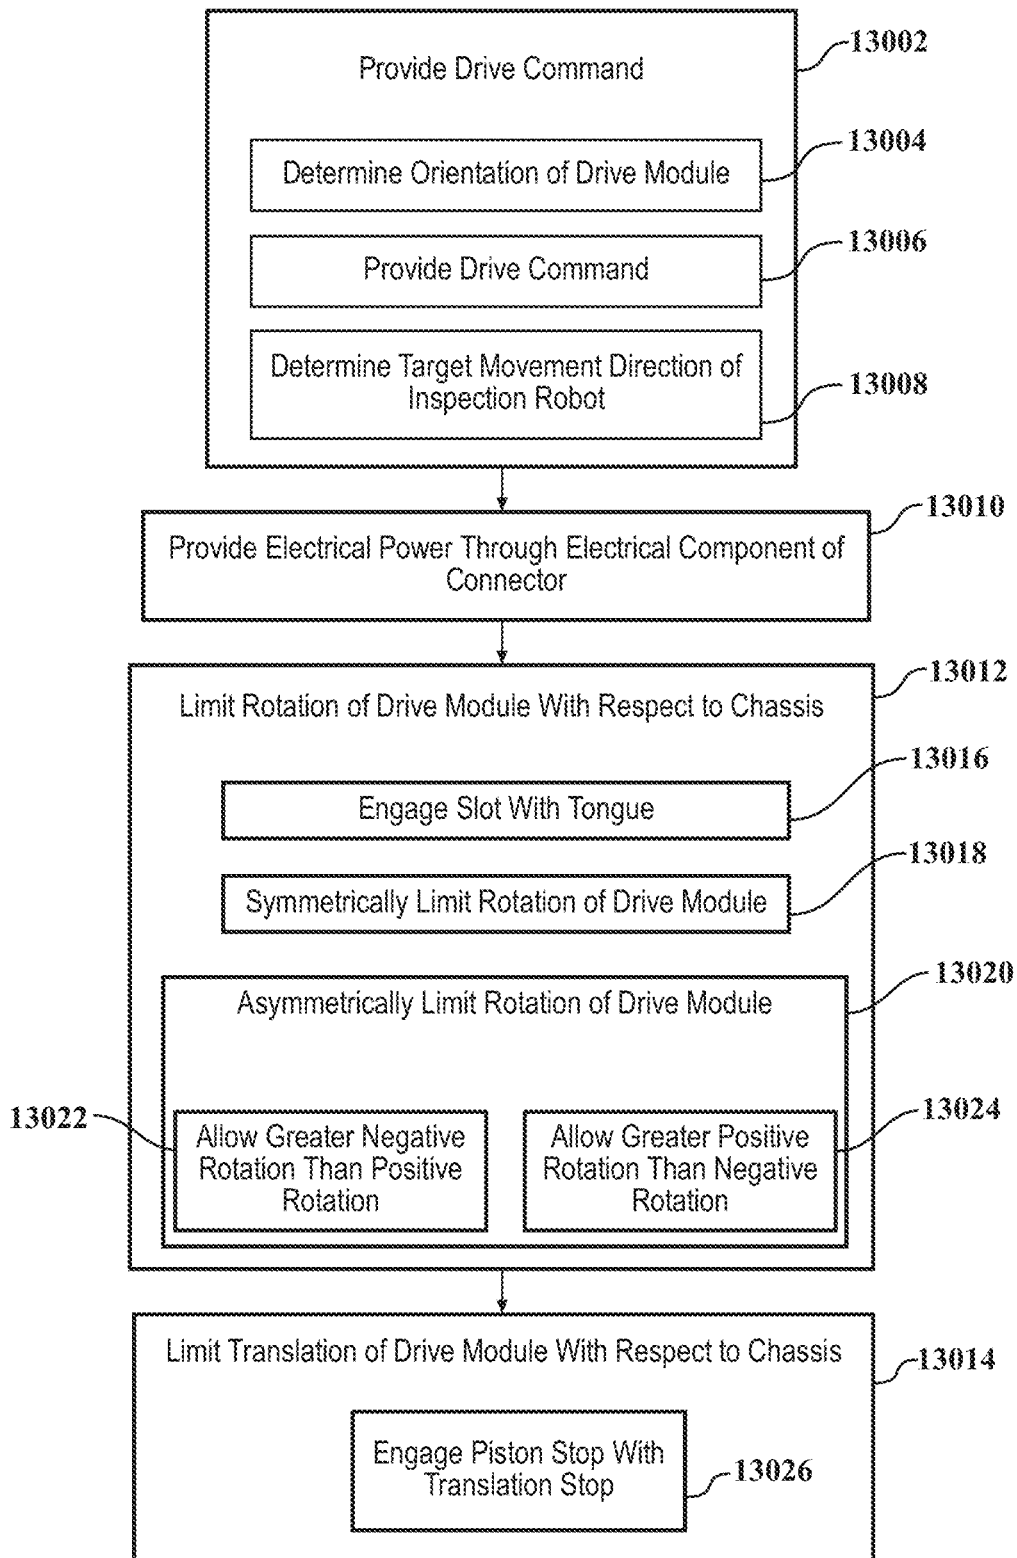 Provide Drive Command
13002
Determine Orientation of Drive Module
13004
Provide Drive Command
13006
Determine Target Movement Direction of
Inspection Robot
13008
Provide Electrical Power Through Electrical Component of
Connector
13010
Limit Rotation of Drive Module With Respect to Chassis
13012
Engage Slot With Tongue
13016
Symmetrically Limit Rotation of Drive Module
13018
Asymmetrically Limit Rotation of Drive Module
13020
13022
Allow Greater Negative
Rotation Than Positive
Rotation
Allow Greater Positive
Rotation Than Negative
Rotation
13024
Limit Translation of Drive Module With Respect to Chassis
13014
Engage Piston Stop With
Translation Stop
13026